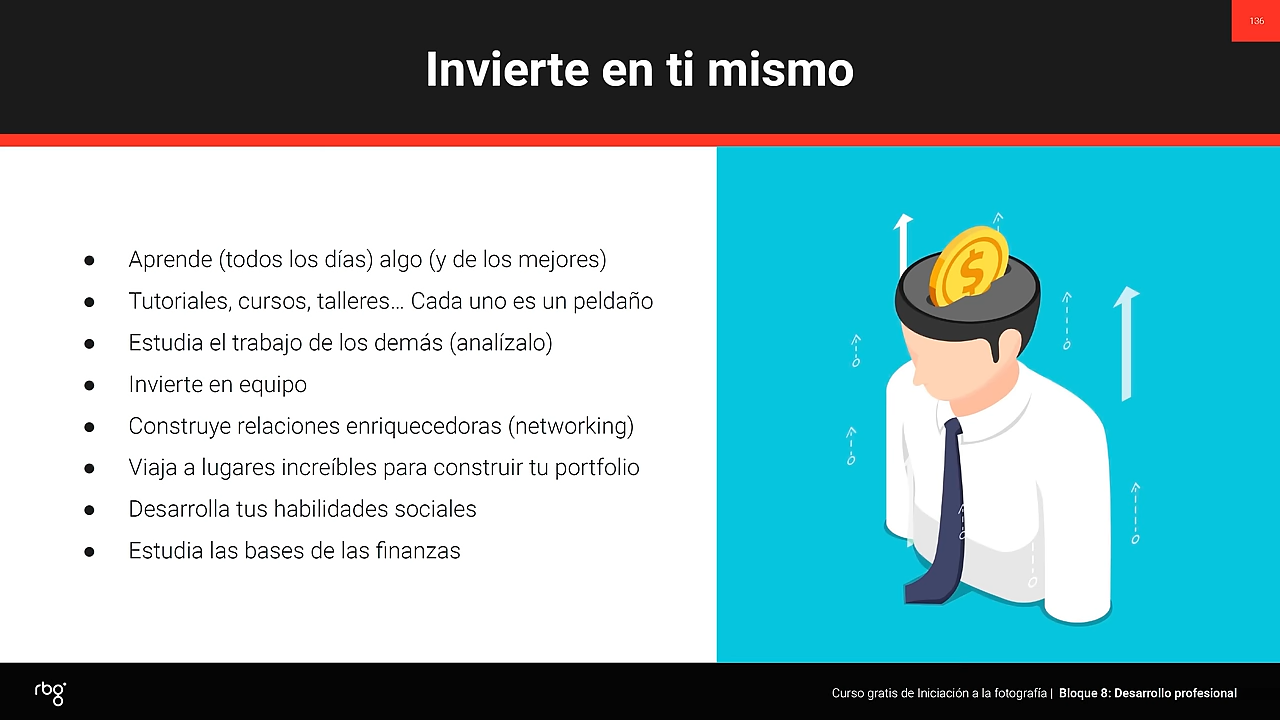 136
Invierte en ti mismo
● Aprende (todos los días) algo (y de los mejores)
● Tutoriales, cursos, talleres... Cada uno es un peldaño
● Estudia el trabajo de los demás (analízalo)
● Invierte en equipo
● Construye relaciones enriquecedoras (networking)
● Viaja a lugares increíbles para construir tu portfolio
● Desarrolla tus habilidades sociales
● Estudia las bases de las finanzas
$
rbg
Curso gratis de Iniciación a la fotografía | Bloque 8: Desarrollo profesional